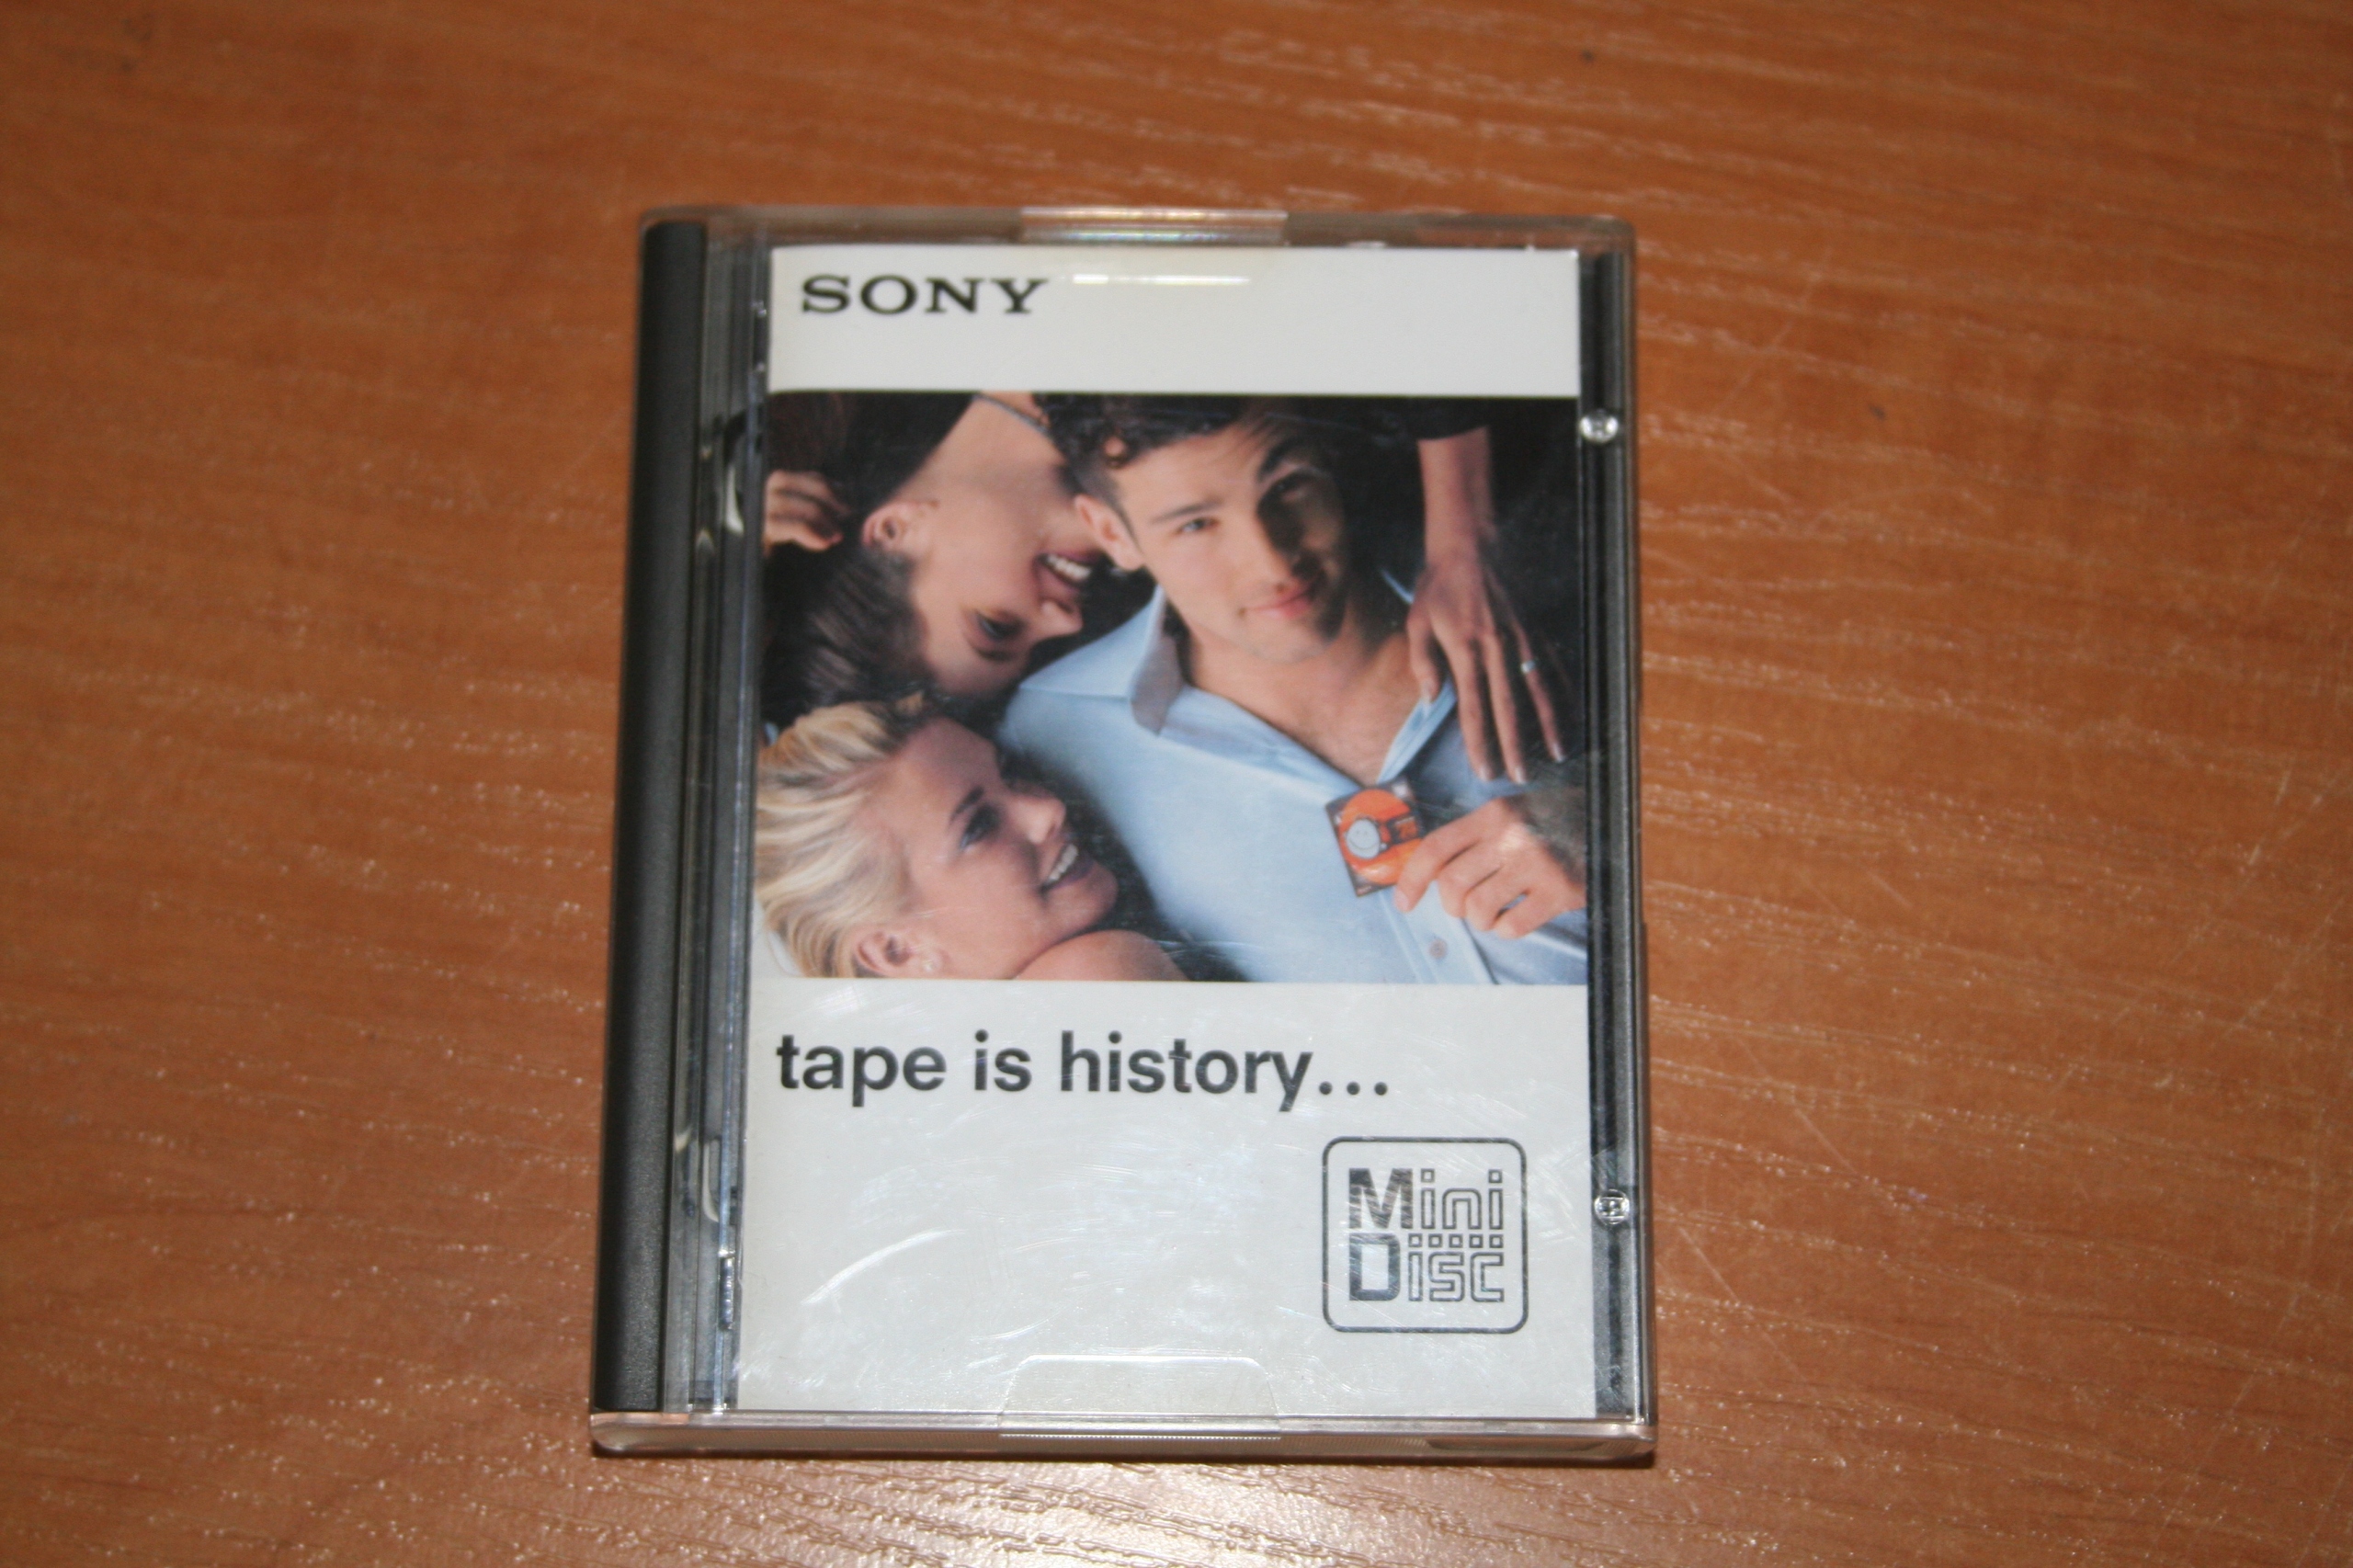 SONY
tape is history...
Mini
Disc